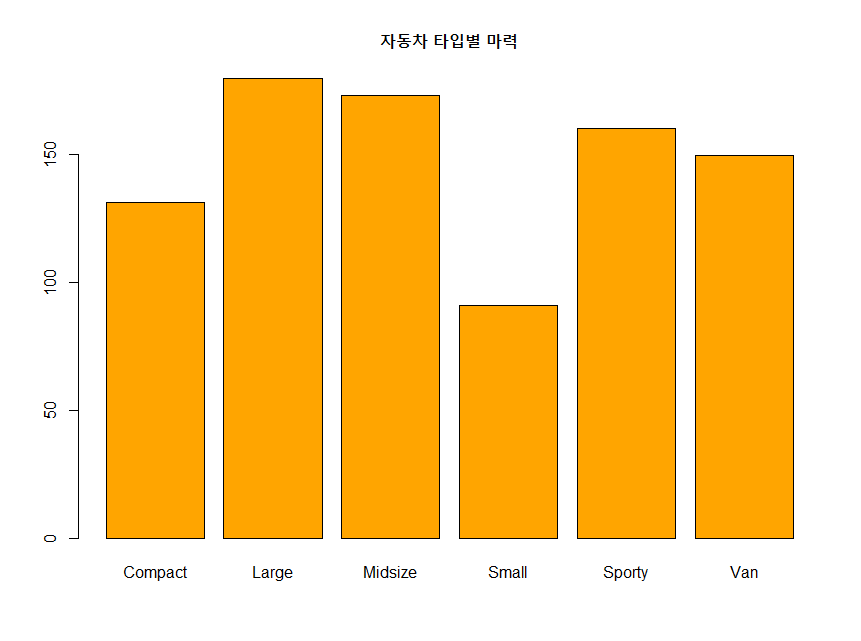 자동차 타입별 마력
150
100
50
0
Compact Large Midsize Small Sporty Van